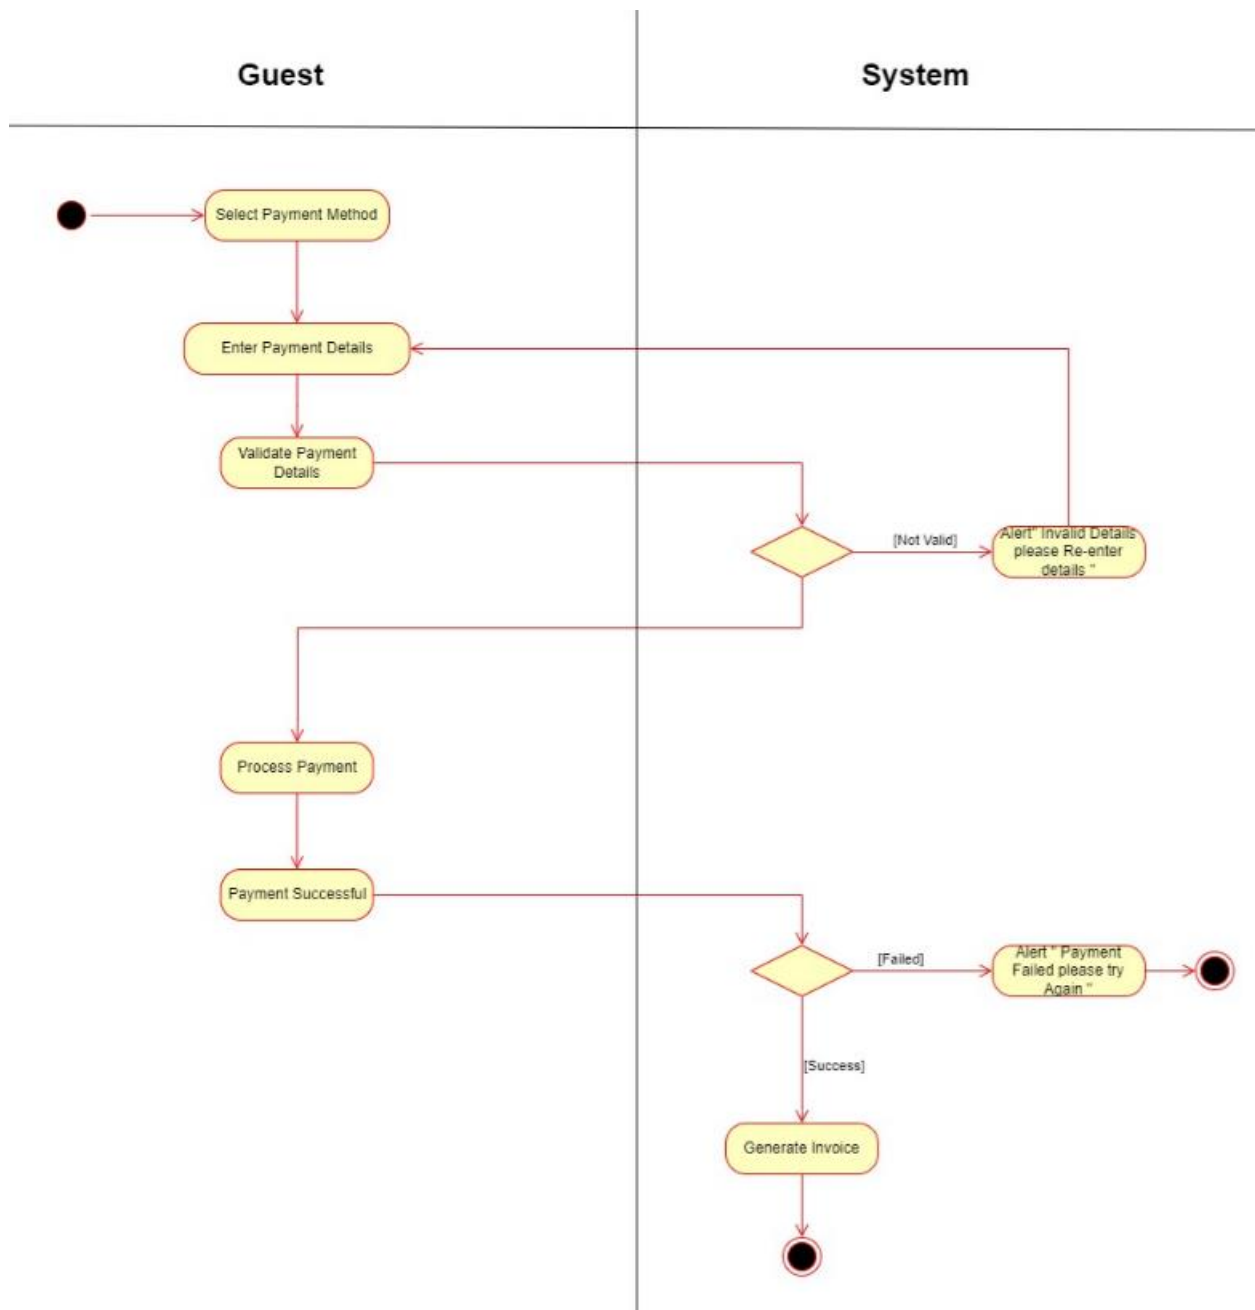 Guest
System
Select Payment Method
Enter Payment Details
Validate Payment
Details
[Not Valid]
Alert" Invalid Details
please Re-enter
details "
Process Payment
Payment Successful
[Failed]
Alert " Payment
Failed please try
Again "
[Success]
Generate Invoice